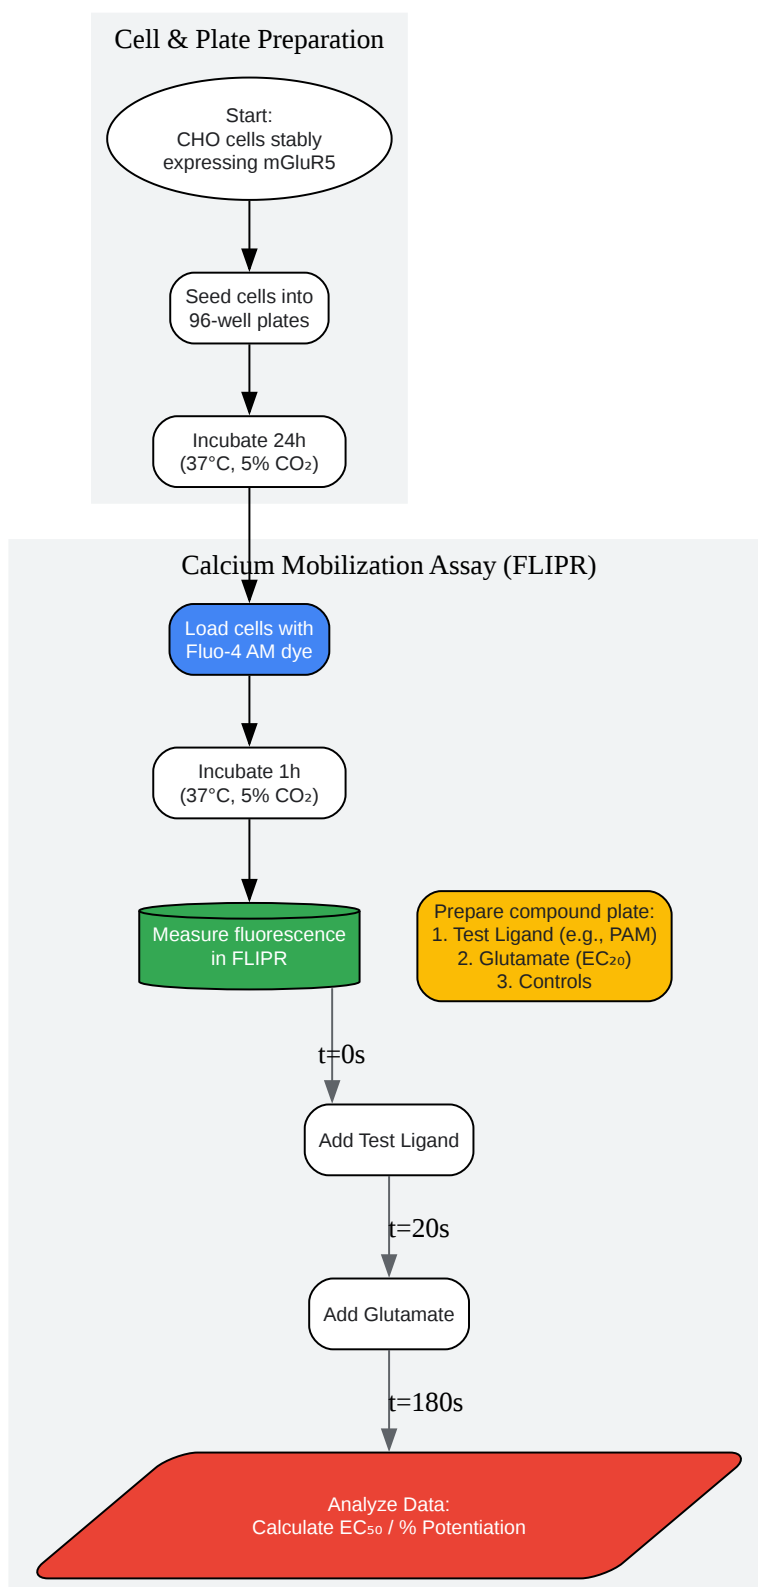 Cell & Plate Preparation
Start:
CHO cells stably
expressing mGluR5
Seed cells into
96-well plates
Incubate 24h
(37°C, 5% CO₂)
Calcium Mobilization Assay (FLIPR)
Load cells with
Fluo-4 AM dye
Incubate 1h
(37°C, 5% CO₂)
Measure fluorescence
in FLIPR
Prepare compound plate:
1. Test Ligand (e.g., PAM)
2. Glutamate (EC₂₀)
3. Controls
t=0s
Add Test Ligand
t=20s
Add Glutamate
t=180s
Analyze Data:
Calculate EC₅₀ / % Potentiation